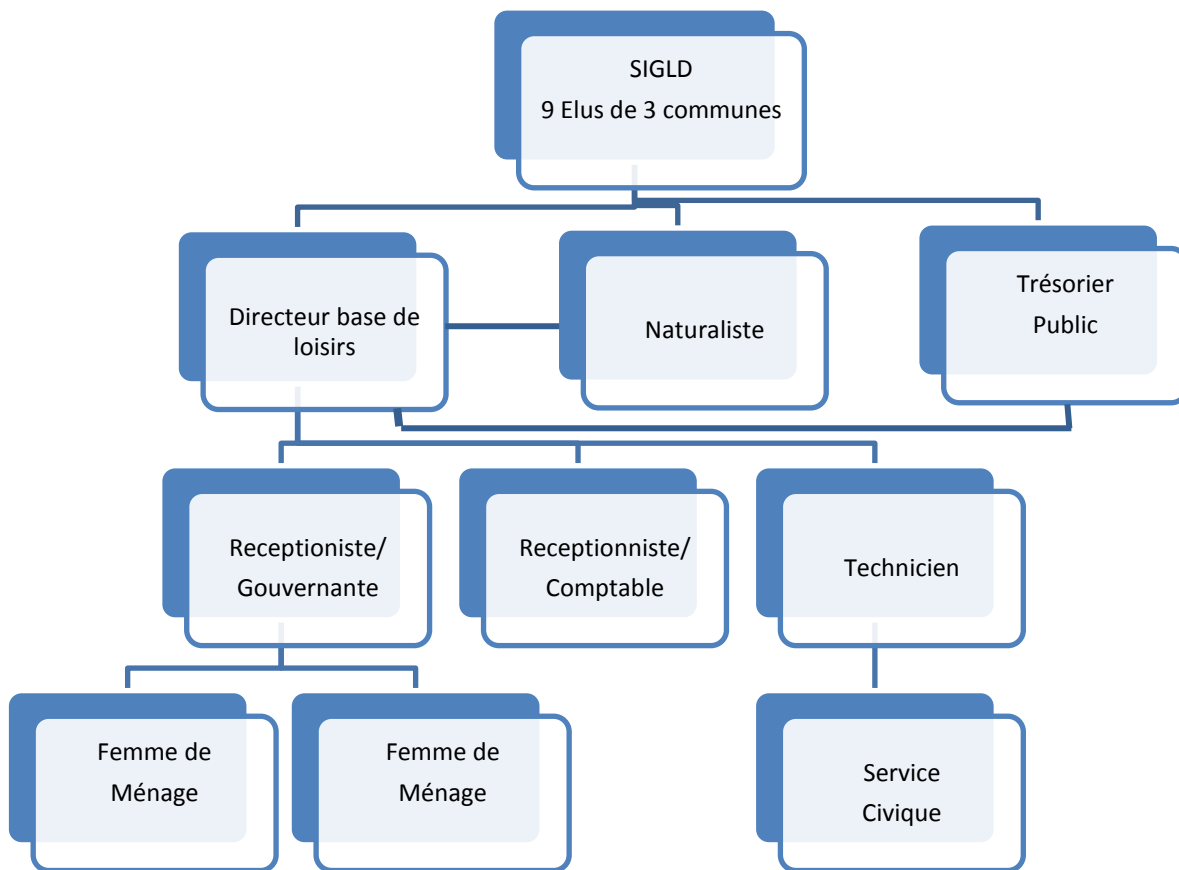 SIGLD
9 Elus de 3 communes
Directeur base de
loisirs
Naturaliste
Trésorier
Public
Receptioniste/
Gouvernante
Receptionniste/
Comptable
Technicien
Femme de
Ménage
Femme de
Ménage
Service
Civique